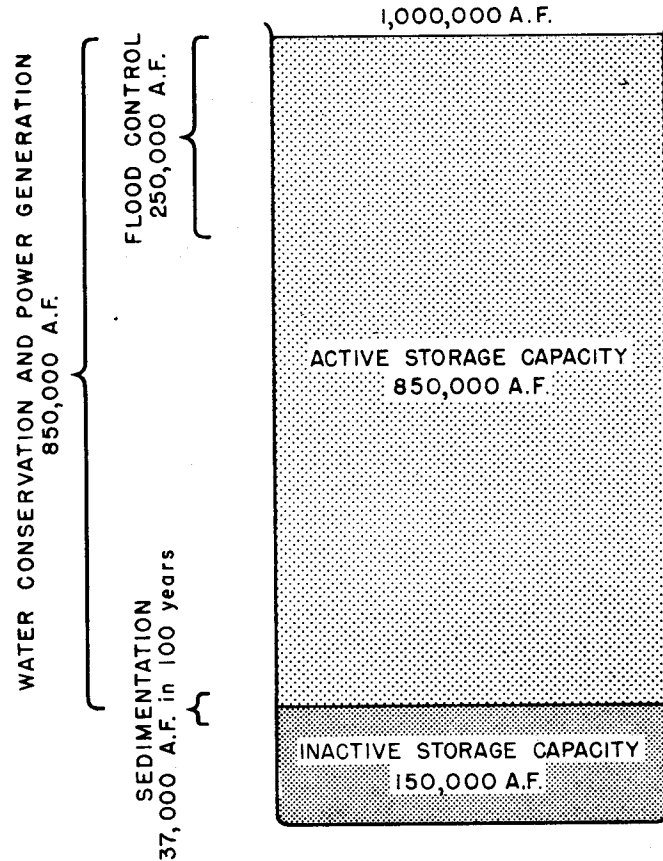 1,000,000 A.F.
WATER CONSERVATION AND POWER GENERATION
850,000 A.F.
FLOOD CONTROL
250,000 A.F.
ACTIVE STORAGE CAPACITY
850,000 A.F.
SEDIMENTATION
37,000 A.F. in 100 years
INACTIVE STORAGE CAPACITY
150,000 A.F.